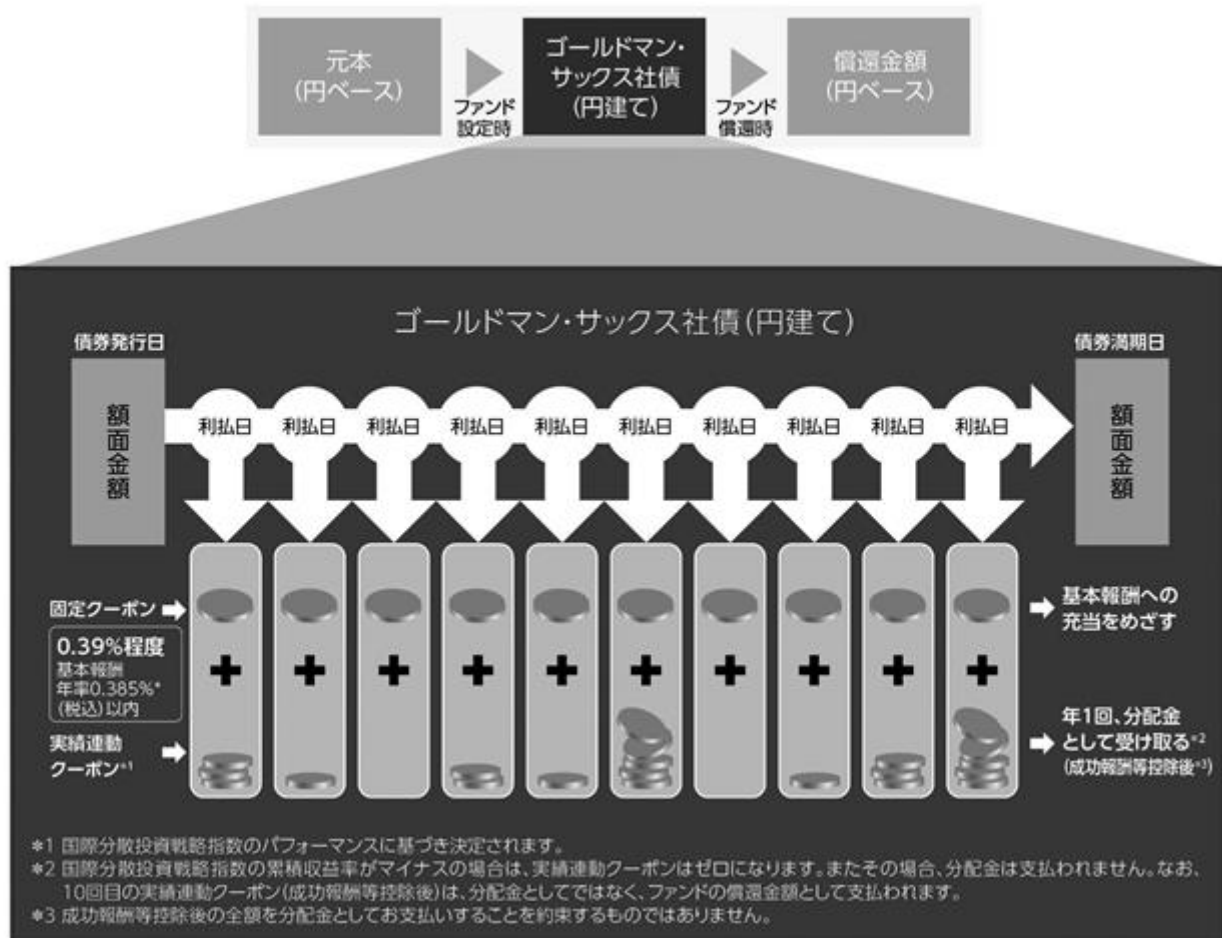 元本
(円ベース)
ファンド
設定時
ゴールドマン・
サックス社債
(円建て)
ファンド
償還時
償還金額
(円ベース)
ゴールドマン・サックス社債(円建て)
債券発行日
額面金額
利払日 利払日 利払日 利払日 利払日 利払日 利払日 利払日 利払日 利払日
債券満期日
額面金額
固定クーポン
0.39%程度
基本報酬
年率0.385%*
(税込)以内
+ + + + + + + + + +
基本報酬への
充当をめざす
実績連動
クーポン*1
年1回、分配金
として受け取る*2
(成功報酬等控除後*3)
*1 国際分散投資戦略指数のパフォーマンスに基づき決定されます。
*2 国際分散投資戦略指数の累積収益率がマイナスの場合は、実績連動クーポンはゼロになります。またその場合、分配金は支払われません。なお、
10回目の実績連動クーポン(成功報酬等控除後)は、分配金としてではなく、ファンドの償還金額として支払われます。
*3 成功報酬等控除後の全額を分配金としてお支払いすることを約束するものではありません。